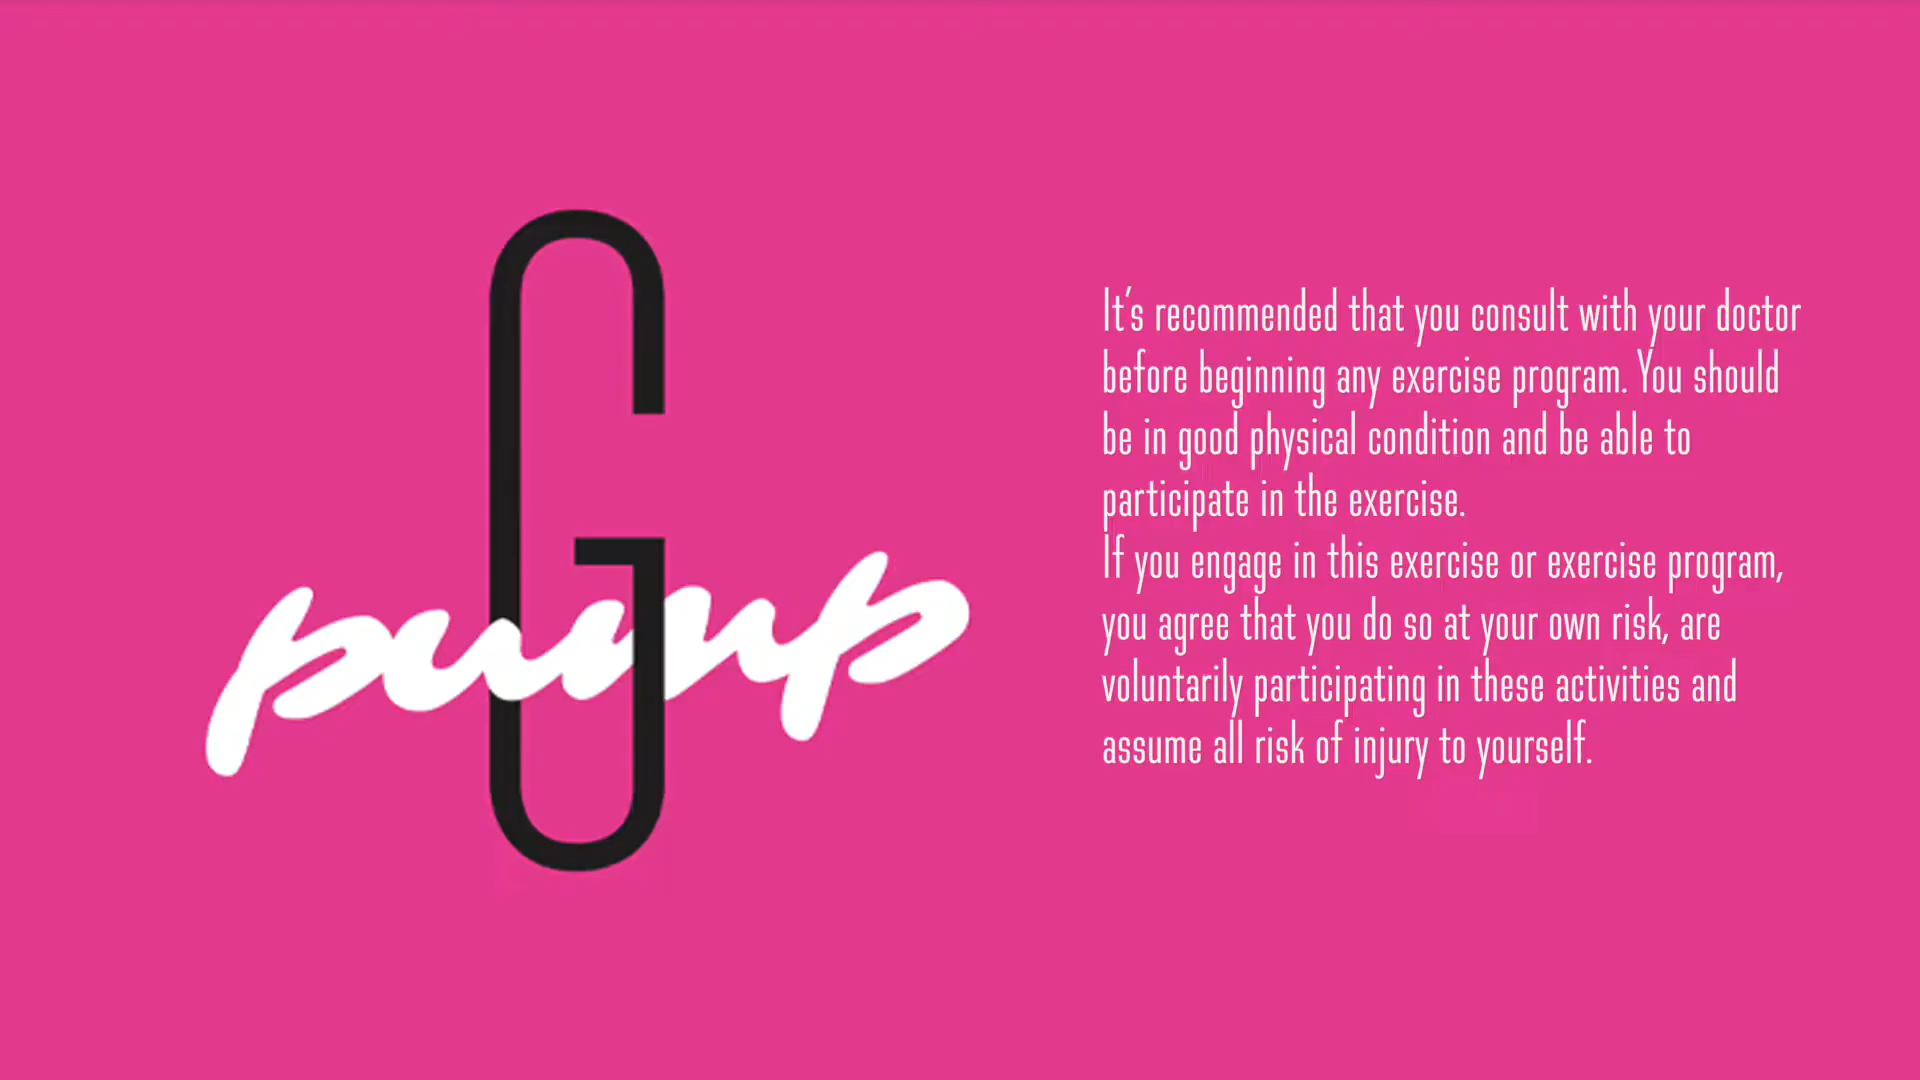 G
pump
It's recommended that you consult with your doctor
before beginning any exercise program. You should
be in good physical condition and be able to
participate in the exercise.
If you engage in this exercise or exercise program,
you agree that you do so at your own risk, are
voluntarily participating in these activities and
assume all risk of injury to yourself.